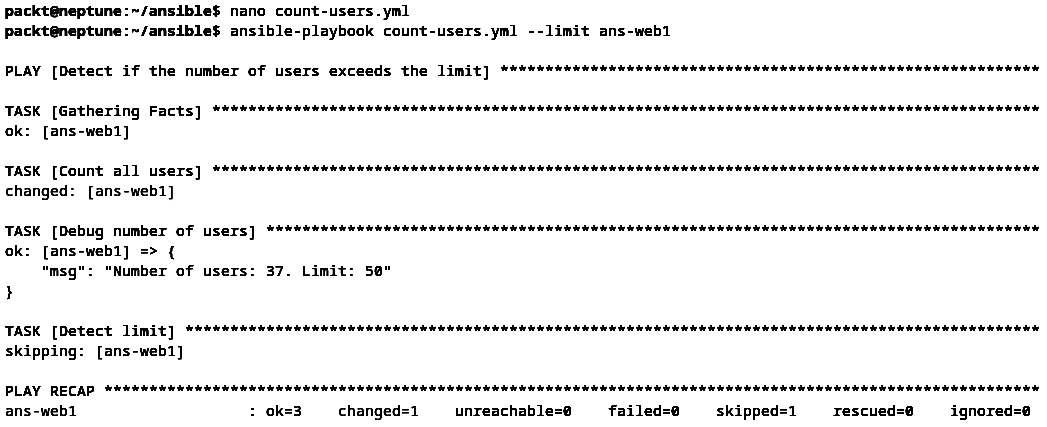 packt@neptune:~/ansible$ nano count-users.yml
packt@neptune:~/ansible$ ansible-playbook count-users.yml --limit ans-web1
PLAY [Detect if the number of users exceeds the limit] ************************************************************
TASK [Gathering Facts] ********************************************************************************************
ok: [ans-web1]
TASK [Count all users] ********************************************************************************************
changed: [ans-web1]
TASK [Debug number of users] **************************************************************************************
ok: [ans-web1] => {
    "msg": "Number of users: 37. Limit: 50"
}
TASK [Detect limit] ***********************************************************************************************
skipping: [ans-web1]
PLAY RECAP ********************************************************************************************************
ans-web1                   : ok=3    changed=1    unreachable=0    failed=0    skipped=1    rescued=0    ignored=0